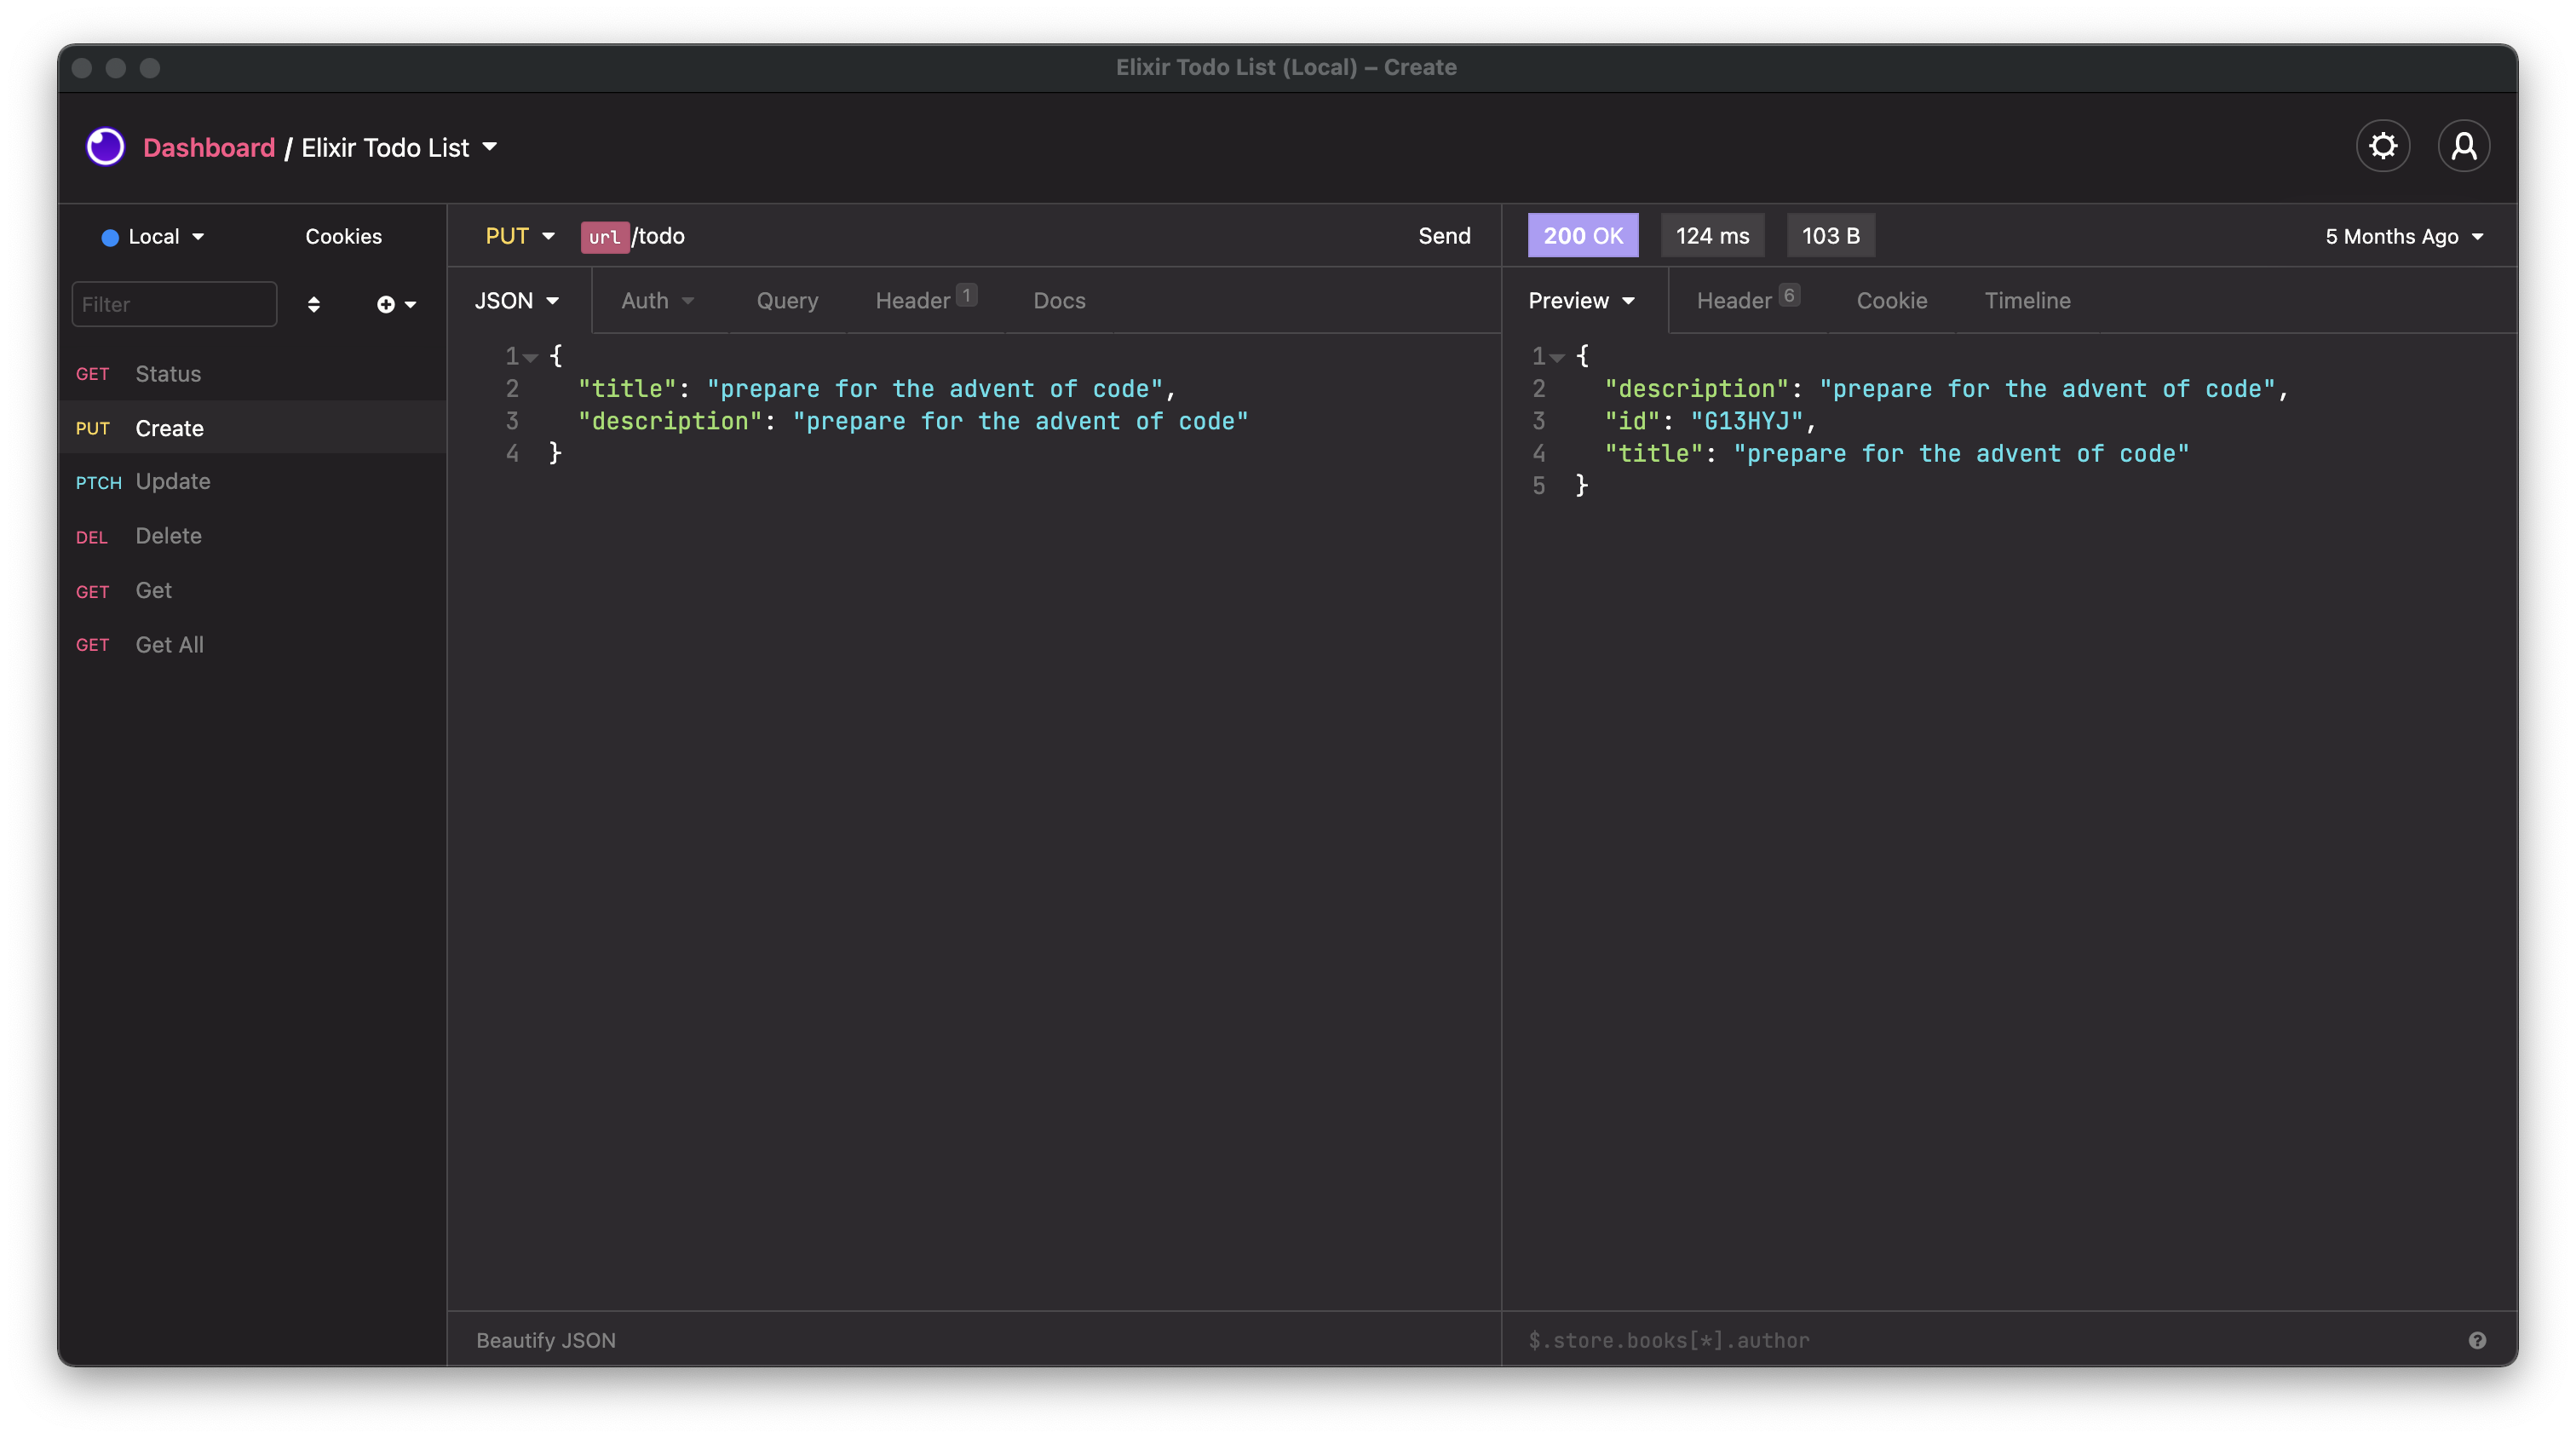 Elixir Todo List (Local) – Create
Dashboard / Elixir Todo List
Local Cookies
Filter
GET Status
PUT Create
PTCH Update
DEL Delete
GET Get
GET Get All
PUT url/todo Send
JSON Auth Query Header 1 Docs
1 {
2 "title": "prepare for the advent of code",
3 "description": "prepare for the advent of code"
4 }
Beautify JSON
200 OK 124 ms 103 B 5 Months Ago
Preview Header 6 Cookie Timeline
1 {
2 "description": "prepare for the advent of code",
3 "id": "G13HYJ",
4 "title": "prepare for the advent of code"
5 }
$.store.books[*].author